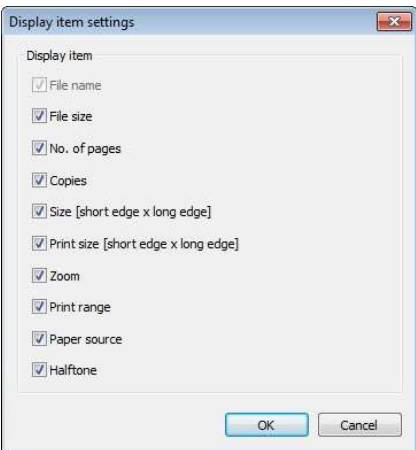 Display item settings
Display item
File name
File size
No. of pages
Copies
Size [short edge x long edge]
Print size [short edge x long edge]
Zoom
Print range
Paper source
Halftone
OK Cancel